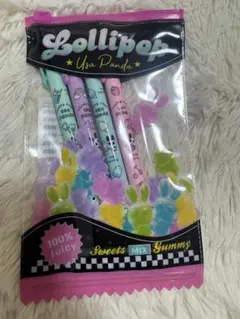 Lollipop
★ Usa Panda ★
100%
Juicy
Sweets MIX Gummy